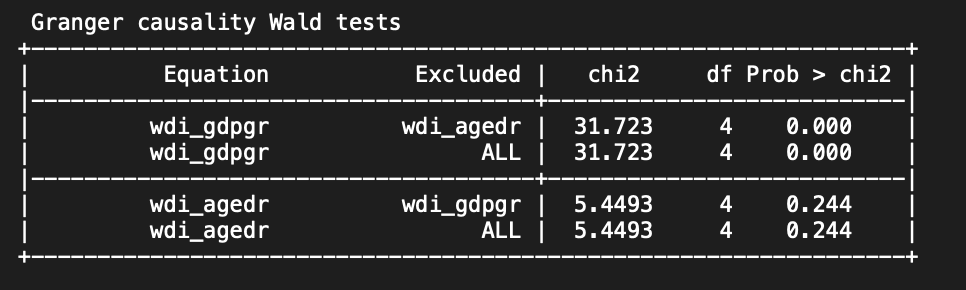 Granger causality Wald tests
+------------------------------------------------------------------+
|          Equation           Excluded |   chi2     df Prob > chi2 |
|--------------------------------------+---------------------------|
|         wdi_gdpgr          wdi_agedr |  31.723     4    0.000    |
|         wdi_gdpgr                ALL |  31.723     4    0.000    |
|--------------------------------------+---------------------------|
|         wdi_agedr          wdi_gdpgr |  5.4493     4    0.244    |
|         wdi_agedr                ALL |  5.4493     4    0.244    |
+------------------------------------------------------------------+